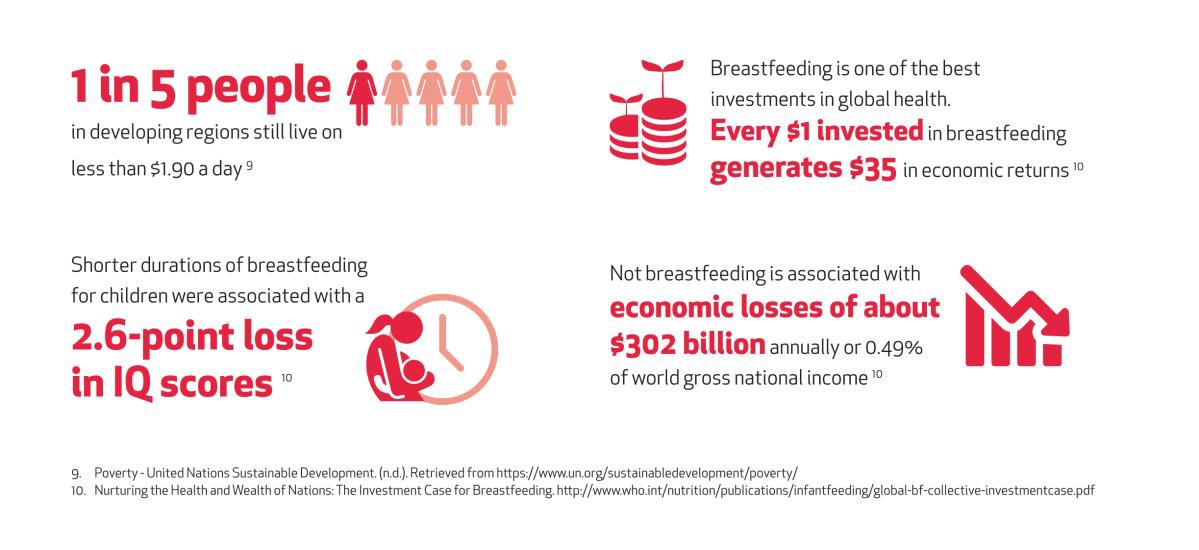 1 in 5 people
in developing regions still live on
less than $1.90 a day 9
Breastfeeding is one of the best
investments in global health.
Every $1 invested in breastfeeding
generates $35 in economic returns 10
Shorter durations of breastfeeding
for children were associated with a
2.6-point loss
in IQ scores 10
Not breastfeeding is associated with
economic losses of about
$302 billion annually or 0.49%
of world gross national income 10
9. Poverty - United Nations Sustainable Development. (n.d.). Retrieved from https://www.un.org/sustainabledevelopment/poverty/
10. Nurturing the Health and Wealth of Nations: The Investment Case for Breastfeeding. http://www.who.int/nutrition/publications/infantfeeding/global-bf-collective-investmentcase.pdf